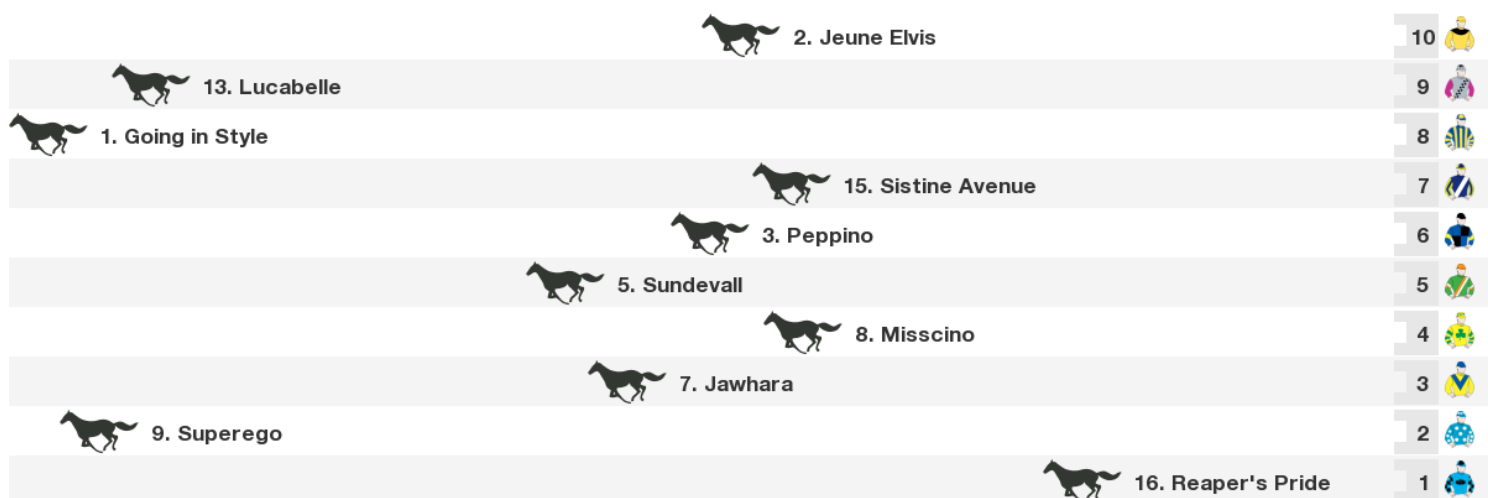 2. Jeune Elvis 10
13. Lucabelle 9
1. Going in Style 8
15. Sistine Avenue 7
3. Peppino 6
5. Sundevall 5
8. Misscino 4
7. Jawhara 3
9. Superego 2
16. Reaper's Pride 1